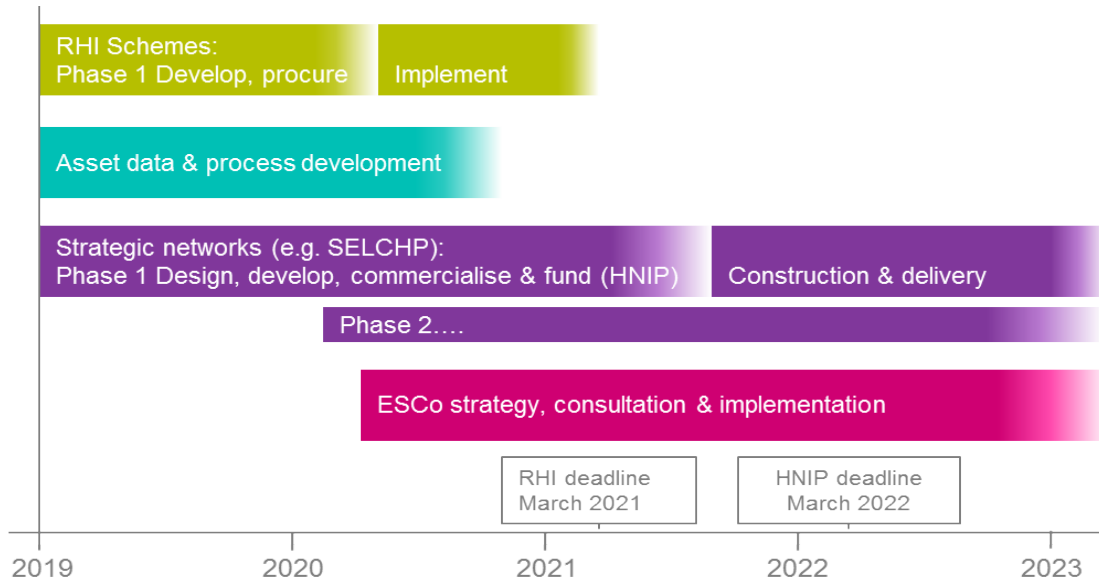 RHI Schemes:
Phase 1 Develop, procure
Implement
Asset data & process development
Strategic networks (e.g. SELCHP):
Phase 1 Design, develop, commercialise & fund (HNIP)
Construction & delivery
Phase 2....
ESCo strategy, consultation & implementation
RHI deadline
March 2021
HNIP deadline
March 2022
2019
2020
2021
2022
2023